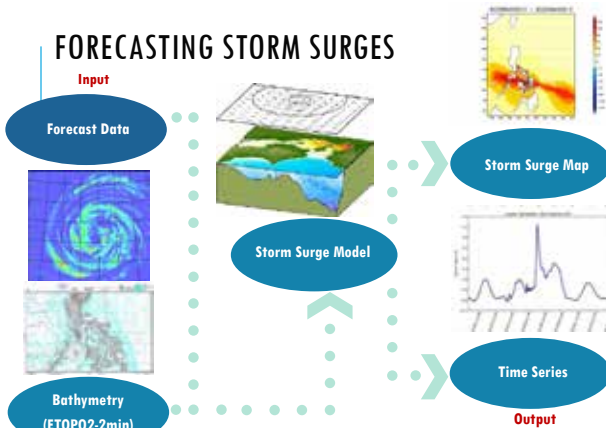 FORECASTING STORM SURGES
Input
Forecast Data
Storm Surge Map
Storm Surge Model
Time Series
Bathymetry
(ETOPO2-2min)
Output